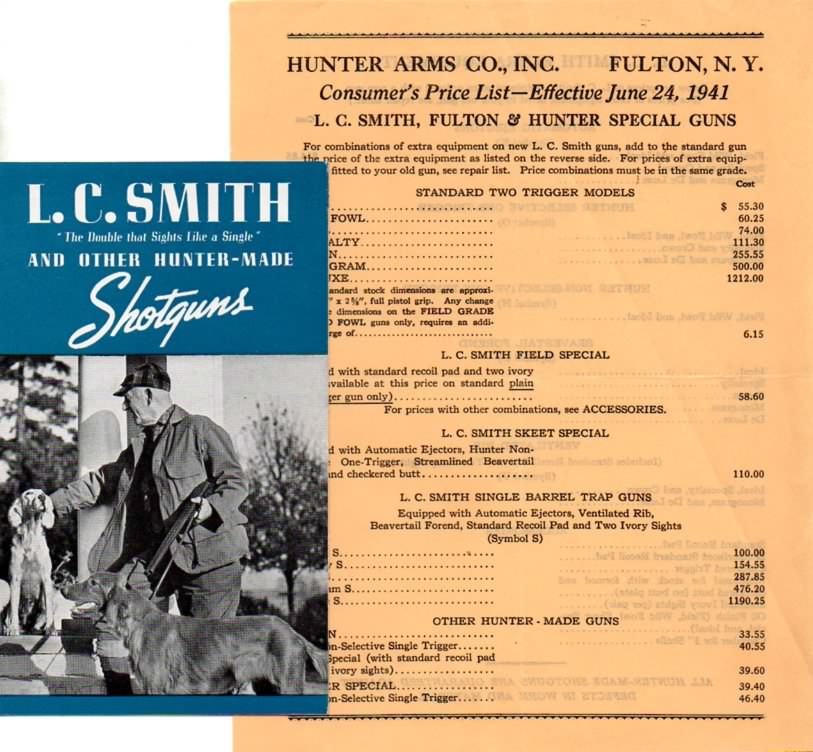 L. C. SMITH
"The Double that Sights Like a Single"
AND OTHER HUNTER-MADE
Shotguns
HUNTER ARMS CO., INC. FULTON, N. Y.
Consumer's Price List—Effective June 24, 1941
L. C. SMITH, FULTON & HUNTER SPECIAL GUNS
For combinations of extra equipment on new L. C. Smith guns, add to the standard gun
the price of the extra equipment as listed on the reverse side. For prices of extra equip-
fitted to your old gun, see repair list. Price combinations must be in the same grade.
Cost
STANDARD TWO TRIGGER MODELS
$ 55.30
FOWL 60.25
74.00
ALTY 111.30
N 255.55
GRAM 500.00
UXE 1212.00
andard stock dimensions are approxi-
" x 2⅝", full pistol grip. Any change
dimensions on the FIELD GRADE
FOWL guns only, requires an addi-
rge of 6.15
L. C. SMITH FIELD SPECIAL
d with standard recoil pad and two ivory
vailable at this price on standard plain
ger gun only) 58.60
For prices with other combinations, see ACCESSORIES.
L. C. SMITH SKEET SPECIAL
d with Automatic Ejectors, Hunter Non-
One-Trigger, Streamlined Beavertail
and checkered butt 110.00
L. C. SMITH SINGLE BARREL TRAP GUNS
Equipped with Automatic Ejectors, Ventilated Rib,
Beavertail Forend, Standard Recoil Pad and Two Ivory Sights
(Symbol S)
S. 100.00
S. 154.55
287.85
m S. 476.20
S. 1190.25
OTHER HUNTER - MADE GUNS
N 33.55
on-Selective Single Trigger 40.55
pecial (with standard recoil pad
ivory sights) 39.60
ER SPECIAL 39.40
on-Selective Single Trigger 46.40